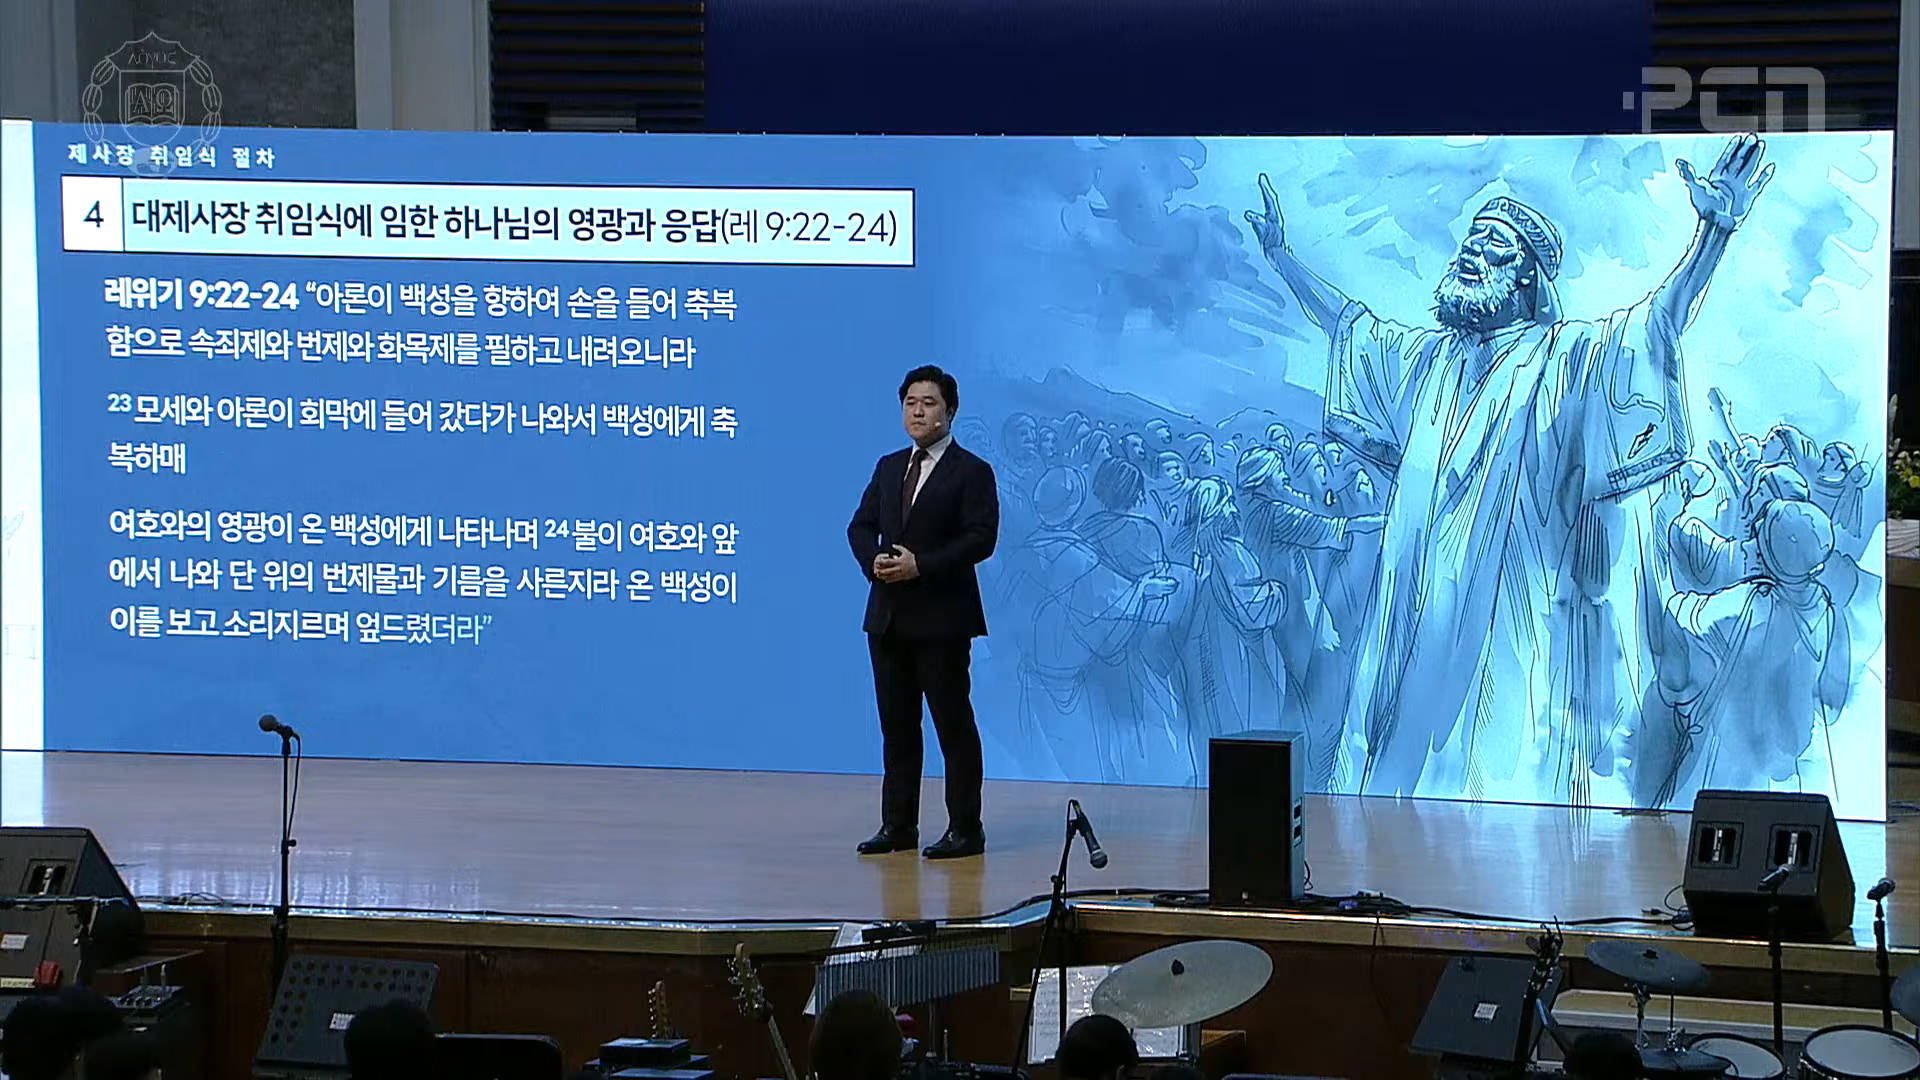 λόγος
Α Ω
PCN
제사장 취임식 절차
4 대제사장 취임식에 임한 하나님의 영광과 응답(레 9:22-24)
레위기 9:22-24 “아론이 백성을 향하여 손을 들어 축복
함으로 속죄제와 번제와 화목제를 필하고 내려오니라
23 모세와 아론이 회막에 들어 갔다가 나와서 백성에게 축
복하매
여호와의 영광이 온 백성에게 나타나며 24 불이 여호와 앞
에서 나와 단 위의 번제물과 기름을 사른지라 온 백성이
이를 보고 소리지르며 엎드렸더라”